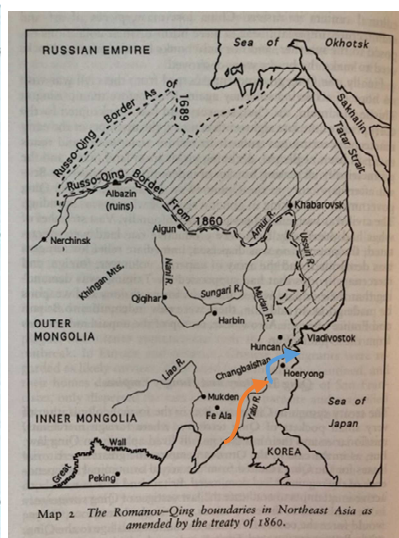 RUSSIAN EMPIRE
Sea of Okhotsk
Russo-Qing Border As of 1689
Sakhalin
Tatar Strait
Russo-Qing Border From 1860
Albazin
(ruins)
Nerchinsk
Aigun
Amur R.
Khabarovsk
Ussuri R.
Khingan Mts.
Nani R.
Qiqihar
Sungari R.
Harbin
Mudan R.
OUTER
MONGOLIA
Huncan
Vladivostok
Changbaishan
Hoeryong
Liao R.
Mukden
Fe Ala
Yalu R.
Sea of
Japan
INNER MONGOLIA
Great Wall
Peking
KOREA
Map 2 The Romanov–Qing boundaries in Northeast Asia as
amended by the treaty of 1860.